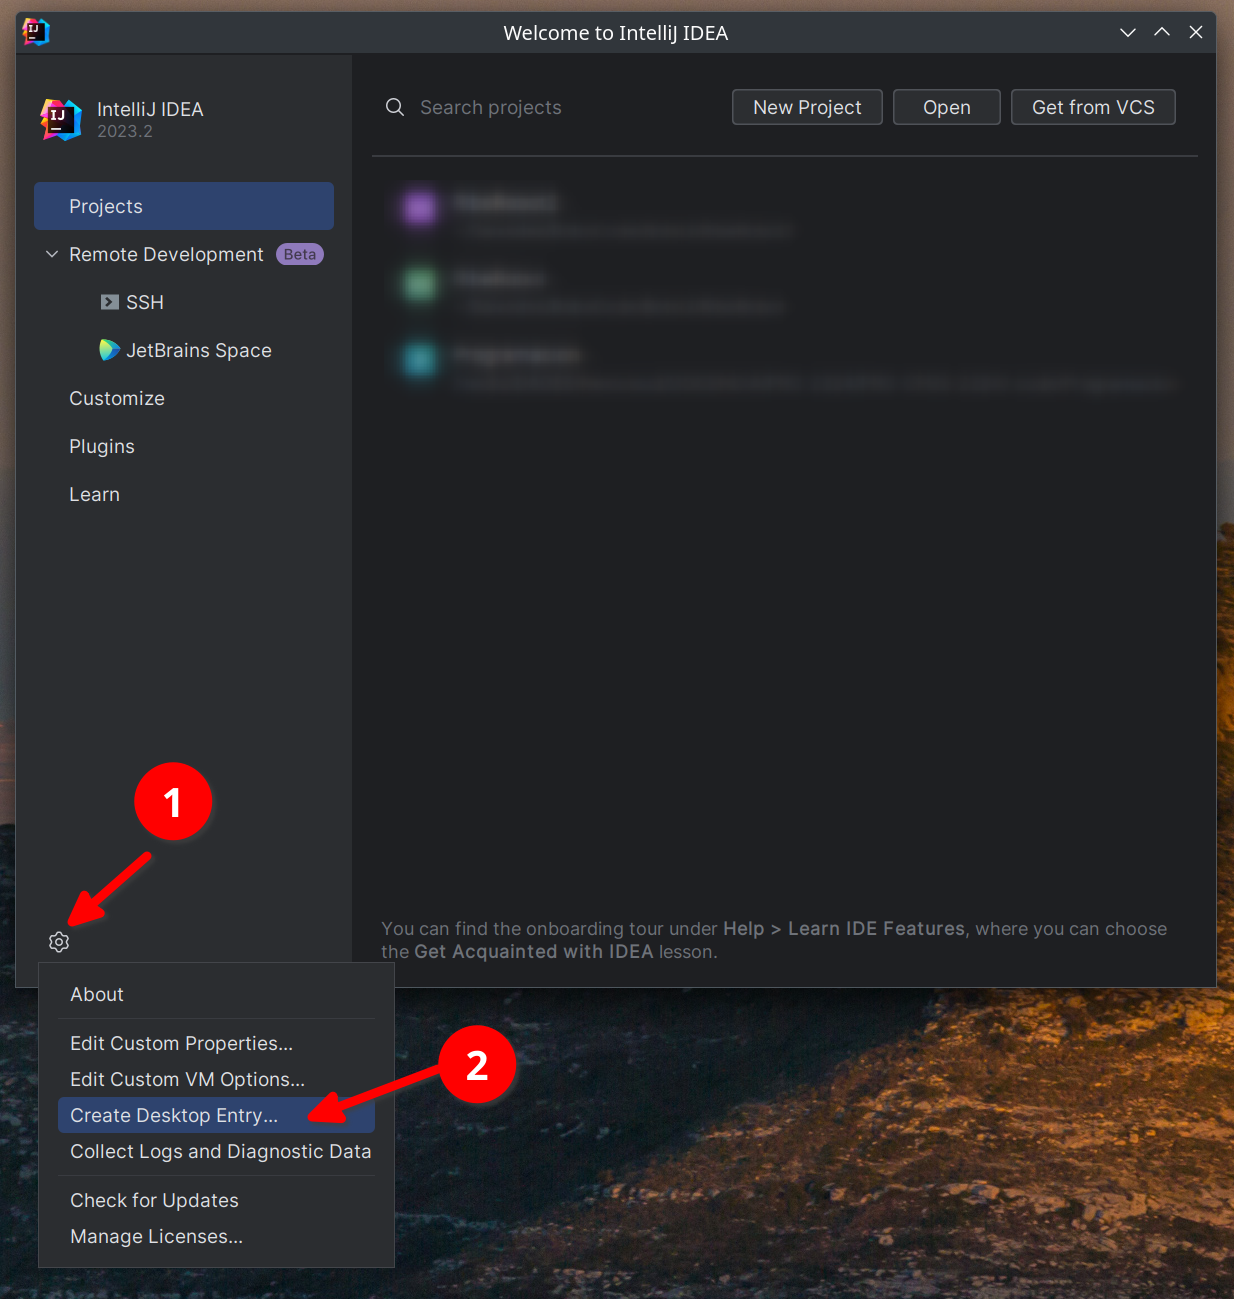 Welcome to IntelliJ IDEA
IntelliJ IDEA
2023.2
Search projects
New Project
Open
Get from VCS
Projects
Remote Development Beta
SSH
JetBrains Space
Customize
Plugins
Learn
1
You can find the onboarding tour under Help > Learn IDE Features, where you can choose
the Get Acquainted with IDEA lesson.
About
Edit Custom Properties...
Edit Custom VM Options...
2
Create Desktop Entry...
Collect Logs and Diagnostic Data
Check for Updates
Manage Licenses...